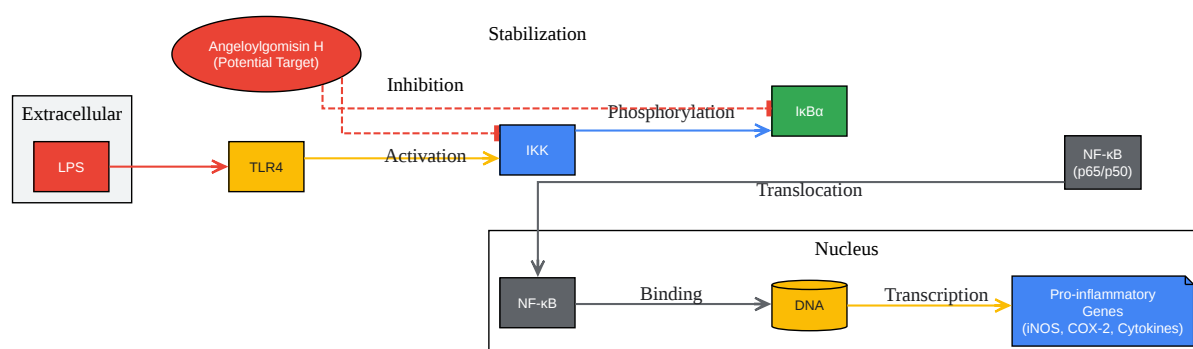 Angeloylgomisin H
(Potential Target)
Stabilization
Inhibition
Extracellular
LPS
TLR4
Activation
IKK
Phosphorylation
IκBα
NF-κB
(p65/p50)
Translocation
Nucleus
NF-κB
Binding
DNA
Transcription
Pro-inflammatory
Genes
(iNOS, COX-2, Cytokines)